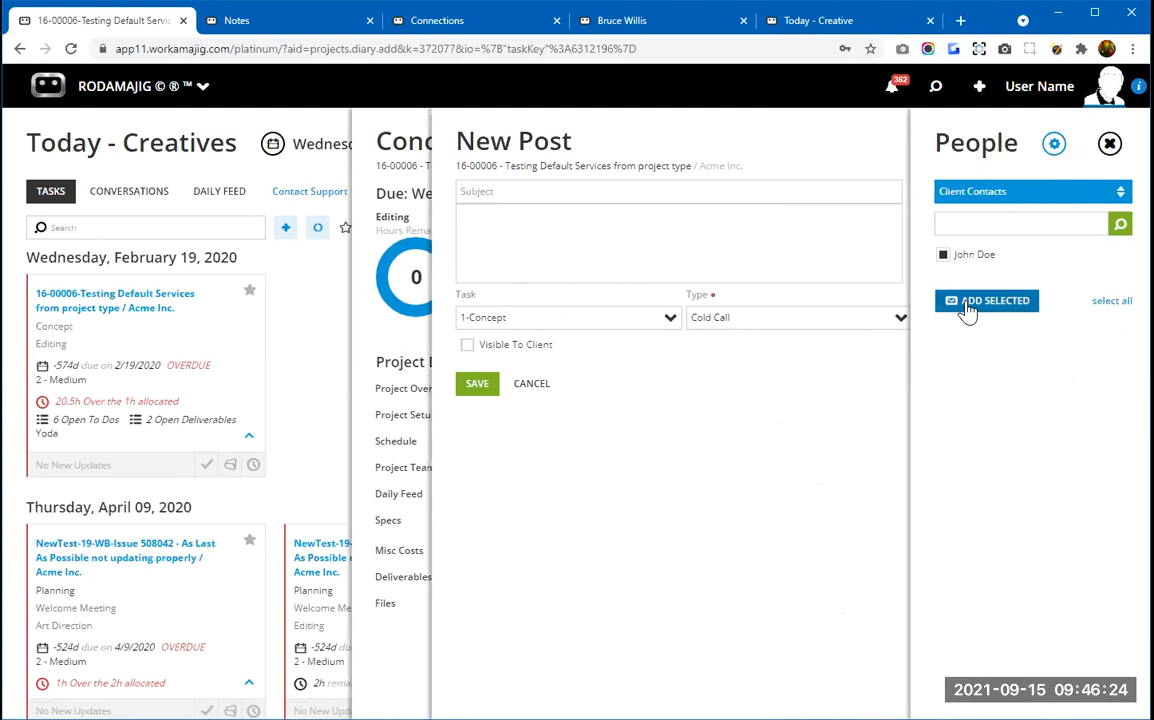 16-00006-Testing Default Servic
Notes
Connections
Bruce Willis
Today - Creative
app11.workamajig.com/platinum/?aid=projects.diary.add&k=372077&io=%7B"taskKey"%3A6312196%7D
RODAMAJIG © ® ™
362
User Name
Today - Creatives
Wednesc
TASKS
CONVERSATIONS
DAILY FEED
Contact Support
Search
Wednesday, February 19, 2020
16-00006-Testing Default Services
from project type / Acme Inc.
Concept
Editing
-574d due on 2/19/2020 OVERDUE
2 - Medium
20.5h Over the 1h allocated
6 Open To Dos
2 Open Deliverables
Yoda
No New Updates
Thursday, April 09, 2020
NewTest-19-WB-Issue 508042 - As Last
As Possible not updating properly /
Acme Inc.
Planning
Welcome Meeting
Art Direction
-524d due on 4/9/2020 OVERDUE
2 - Medium
1h Over the 2h allocated
No New Updates
NewTest-19-
As Possible n
Acme Inc.
Planning
Welcome Me
Editing
-524d du
2 - Medium
2h rema
No New Upd
Conc
16-00006 - T
Due: We
Editing
Hours Rema
0
Project D
Project Over
Project Setu
Schedule
Project Team
Daily Feed
Specs
Misc Costs
Deliverables
Files
New Post
16-00006 - Testing Default Services from project type / Acme Inc.
Subject
Task
Type
1-Concept
Cold Call
Visible To Client
SAVE
CANCEL
People
Client Contacts
John Doe
ADD SELECTED
select all
2021-09-15 09:46:24